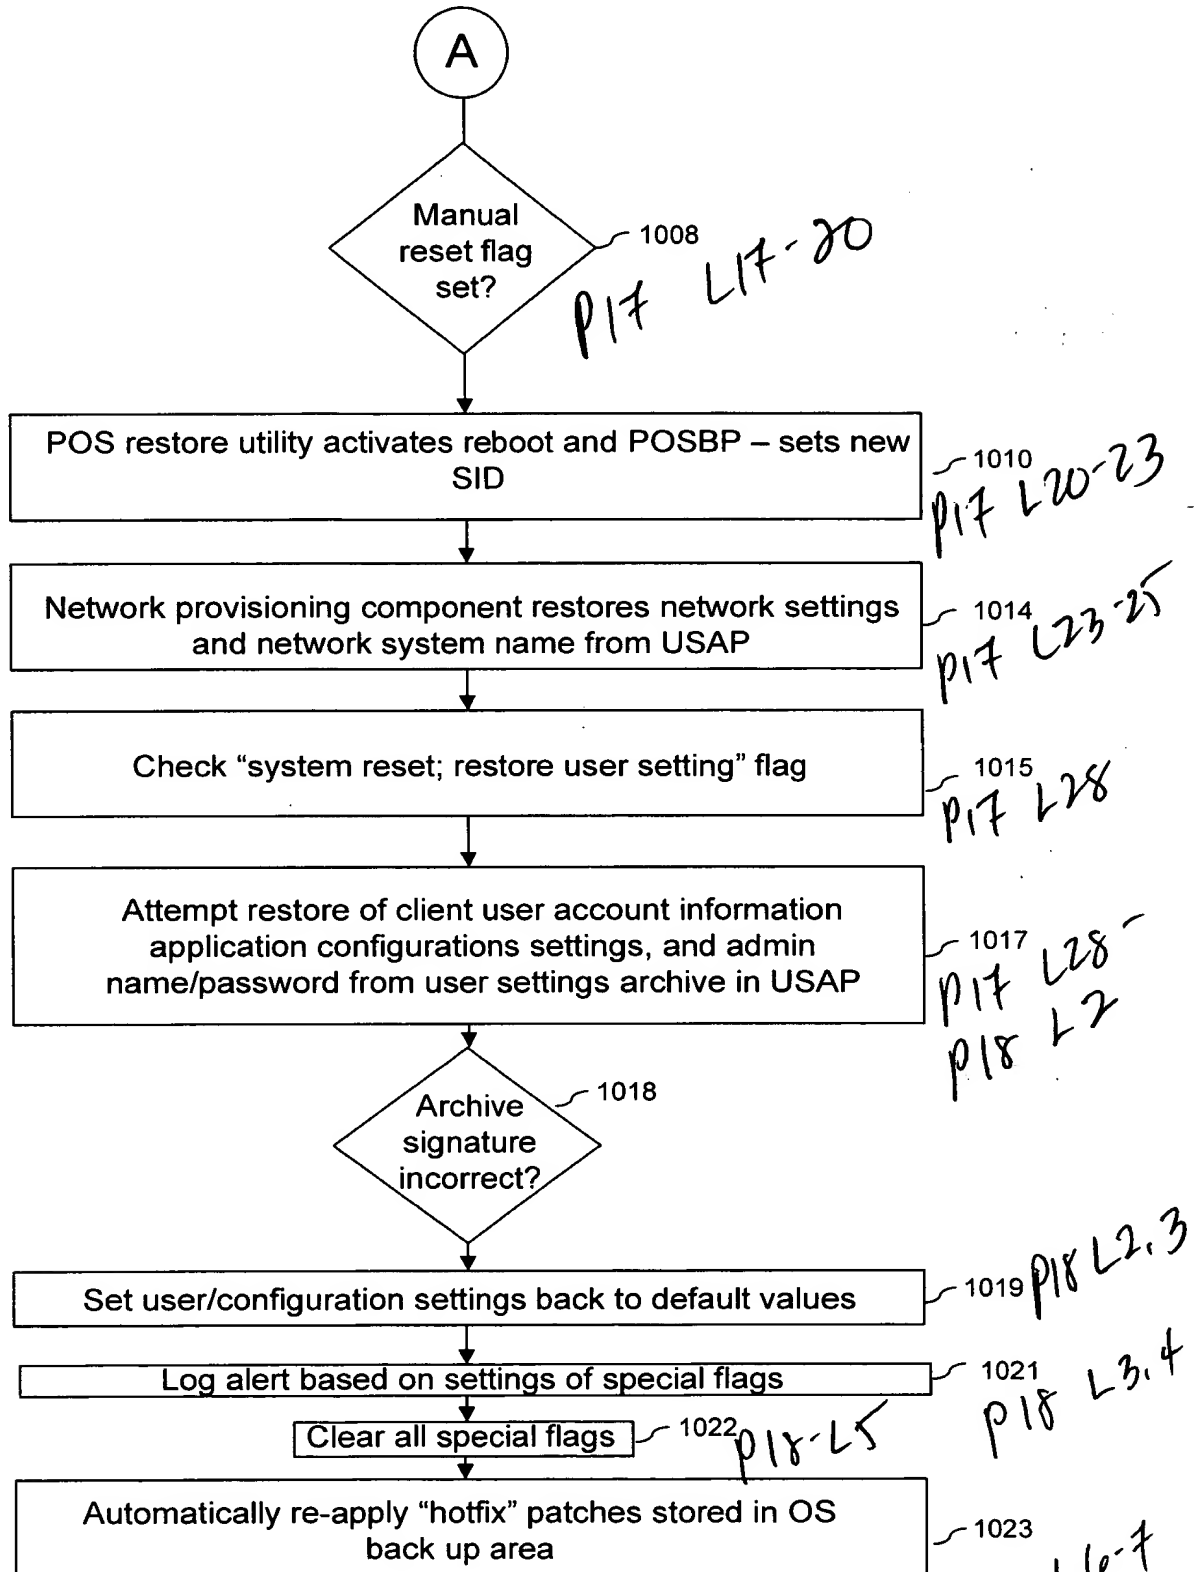 A
Manual
reset flag
set?
1008
P17 L17-20
POS restore utility activates reboot and POSBP – sets new
SID
1010
P17 L20-23
Network provisioning component restores network settings
and network system name from USAP
1014
P17 L23-25
Check “system reset; restore user setting” flag
1015
P17 L28
Attempt restore of client user account information
application configurations settings, and admin
name/password from user settings archive in USAP
1017
P17 L28-
P18 L2
Archive
signature
incorrect?
1018
Set user/configuration settings back to default values
1019
P18 L2,3
Log alert based on settings of special flags
1021
P18 L3,4
Clear all special flags
1022
P18-L5
Automatically re-apply “hotfix” patches stored in OS
back up area
1023
L6-7